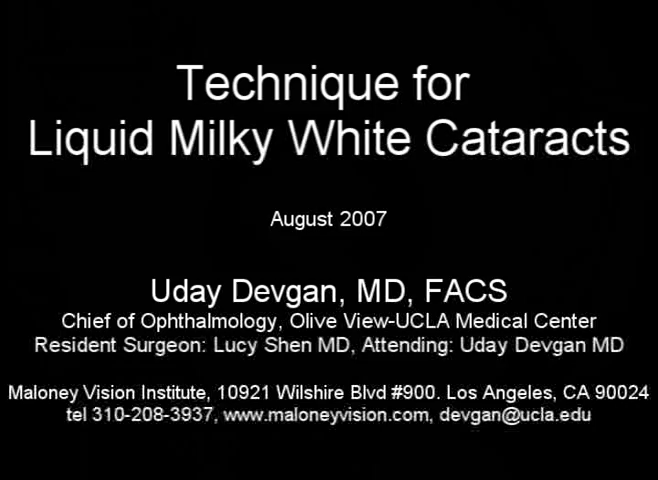 Technique for
Liquid Milky White Cataracts
August 2007
Uday Devgan, MD, FACS
Chief of Ophthalmology, Olive View-UCLA Medical Center
Resident Surgeon: Lucy Shen MD, Attending: Uday Devgan MD
Maloney Vision Institute, 10921 Wilshire Blvd #900. Los Angeles, CA 90024
tel 310-208-3937, www.maloneyvision.com, devgan@ucla.edu